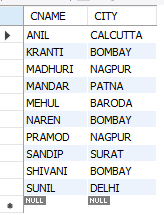 CNAME CITY
ANIL CALCUTTA
KRANTI BOMBAY
MADHURI NAGPUR
MANDAR PATNA
MEHUL BARODA
NAREN BOMBAY
PRAMOD NAGPUR
SANDIP SURAT
SHIVANI BOMBAY
SUNIL DELHI
NULL NULL